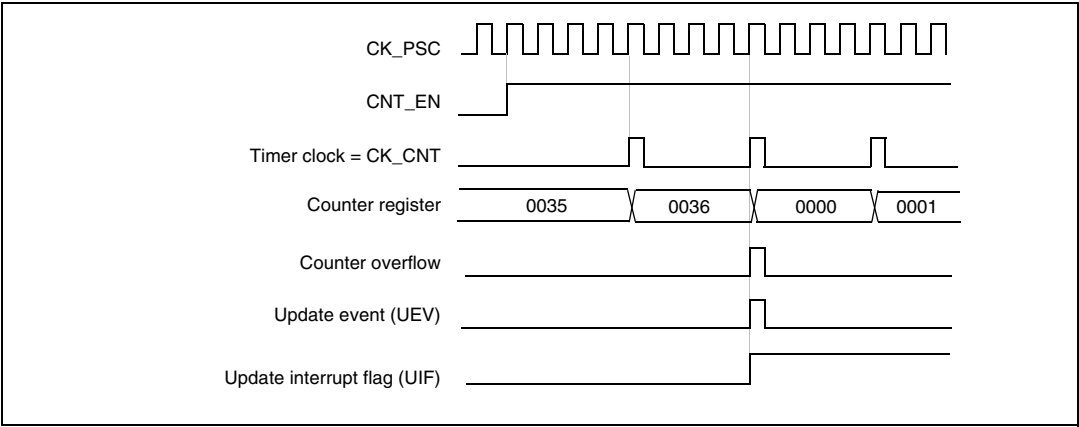 CK_PSC
CNT_EN
Timer clock = CK_CNT
Counter register 0035 0036 0000 0001
Counter overflow
Update event (UEV)
Update interrupt flag (UIF)